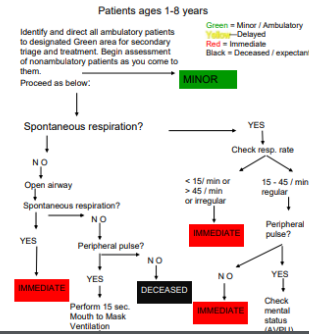 Patients ages 1-8 years
Identify and direct all ambulatory patients
to designated Green area for secondary
triage and treatment. Begin assessment
of nonambulatory patients as you come to
them.
Proceed as below:
Green = Minor / Ambulatory
Yellow=Delayed
Red = Immediate
Black = Deceased / expectant
MINOR
Spontaneous respiration?
YES
Check resp. rate
NO
Open airway
Spontaneous respiration?
< 15/ min or
> 45 / min
or irregular
15 - 45 / min
regular
NO
YES
Peripheral pulse?
IMMEDIATE
Peripheral
pulse?
NO
YES
NO
YES
IMMEDIATE
DECEASED
IMMEDIATE
Perform 15 sec.
Mouth to Mask
Ventilation
Check
mental
status
(AVPU)